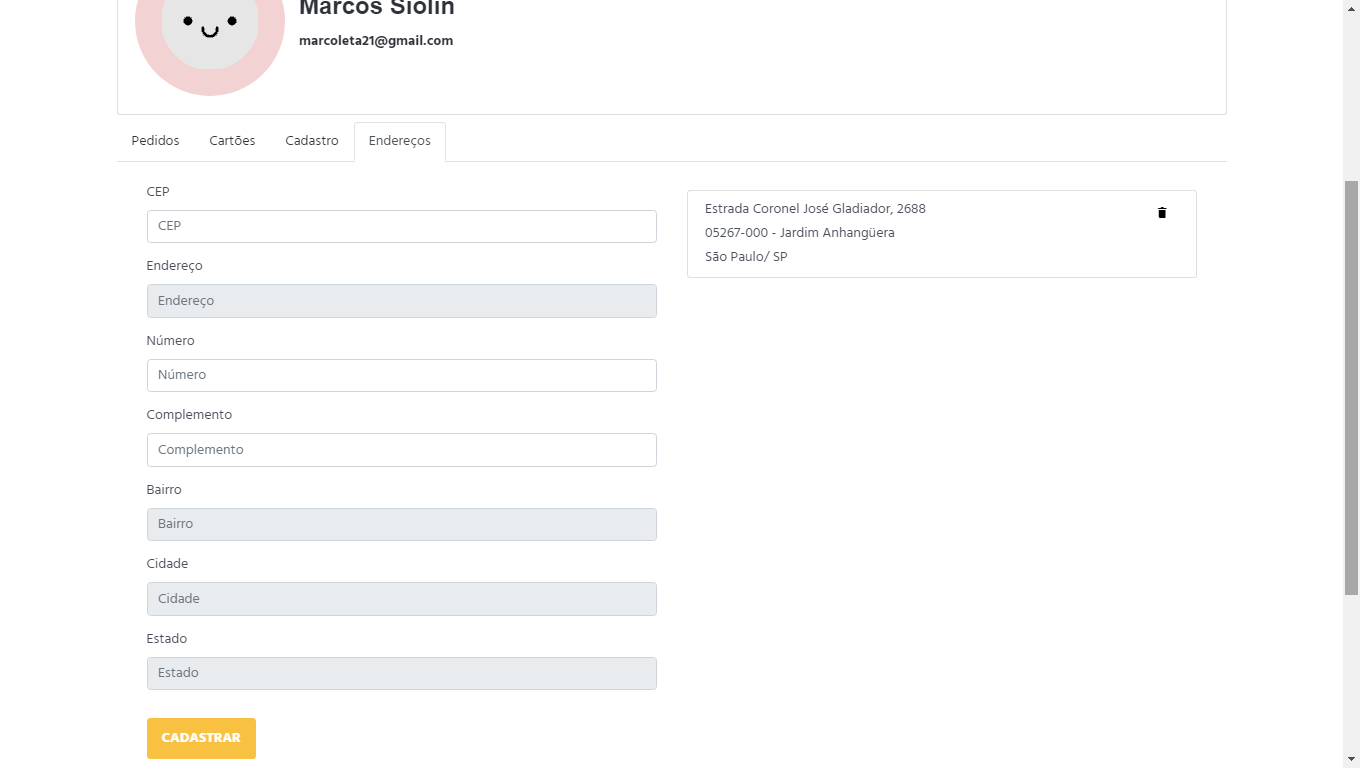 Marcos Siolin
marcoleta21@gmail.com
Pedidos
Cartões
Cadastro
Endereços
CEP
CEP
Endereço
Endereço
Número
Número
Complemento
Complemento
Bairro
Bairro
Cidade
Cidade
Estado
Estado
CADASTRAR
Estrada Coronel José Gladiador, 2688
05267-000 - Jardim Anhangüera
São Paulo/ SP